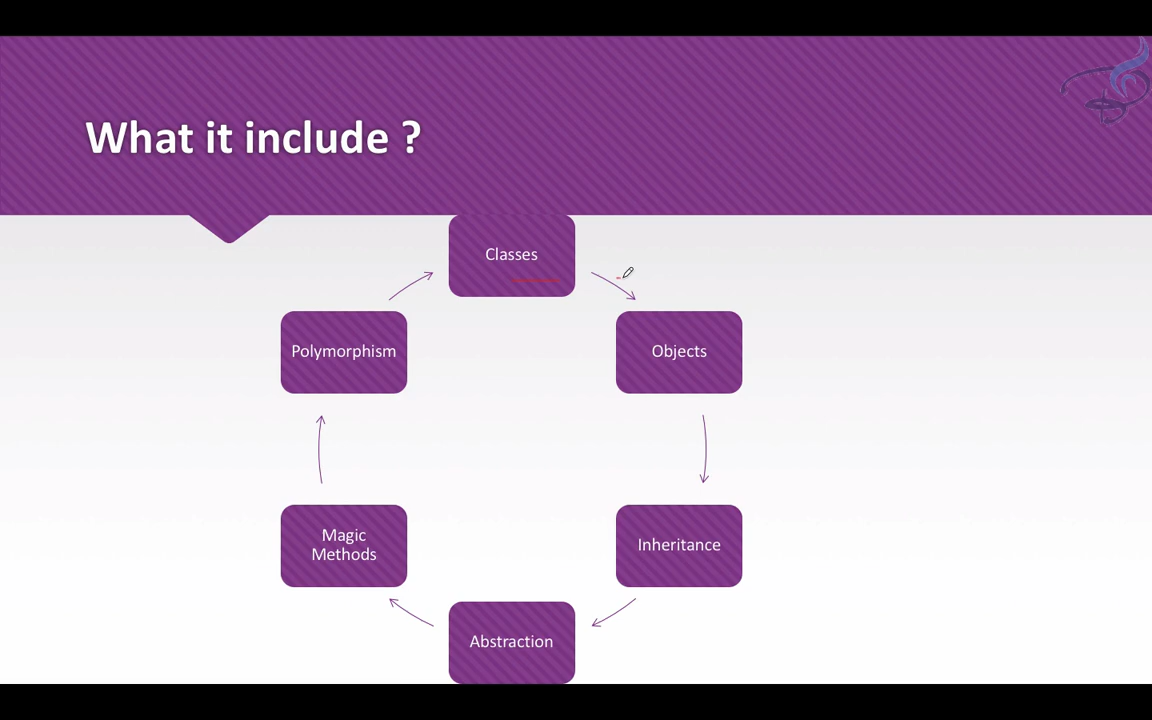 What it include ?
Classes
Polymorphism
Objects
Magic
Methods
Inheritance
Abstraction